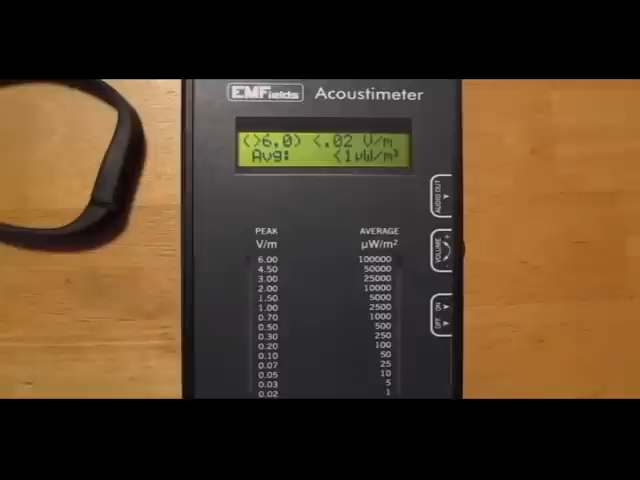 EMFields Acoustimeter
(>6.0) <.02 V/m
Avg: <1µW/m²
AUDIO OUT
VOLUME + -
ON
OFF
PEAK AVERAGE
V/m µW/m²
6.00 100000
4.50 50000
3.00 25000
2.00 10000
1.50 5000
1.00 2500
0.70 1000
0.50 500
0.30 250
0.20 100
0.10 50
0.07 25
0.05 10
0.03 5
0.02 1